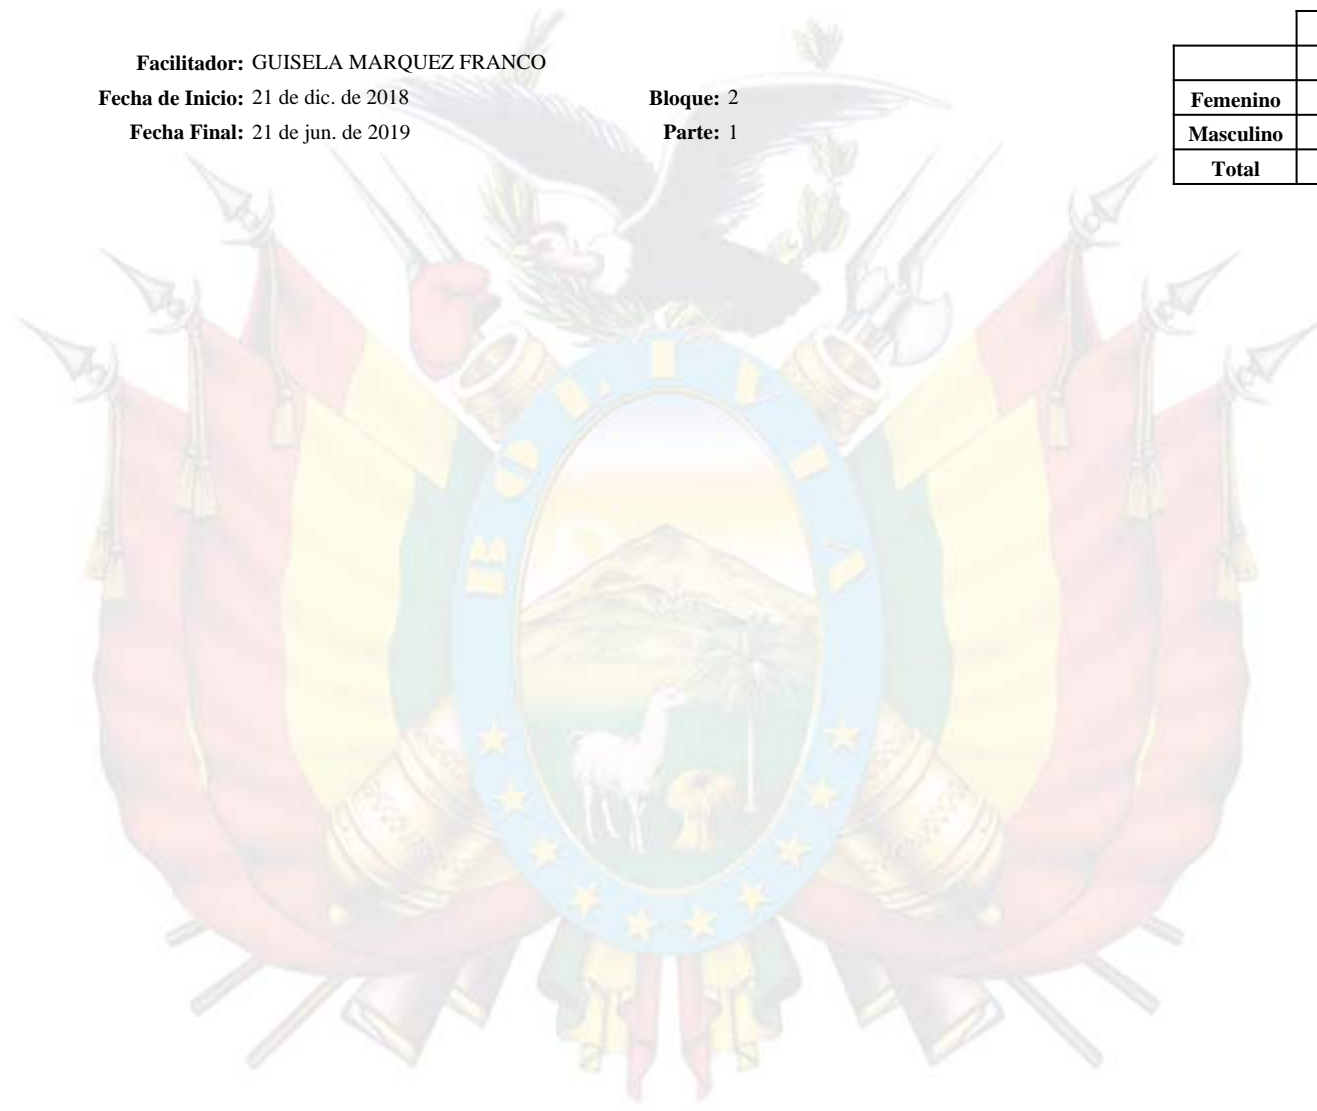 Facilitador: GUISELA MARQUEZ FRANCO
Fecha de Inicio: 21 de dic. de 2018 Bloque: 2
Fecha Final: 21 de jun. de 2019 Parte: 1
Femenino
Masculino
Total
BOLIVIA